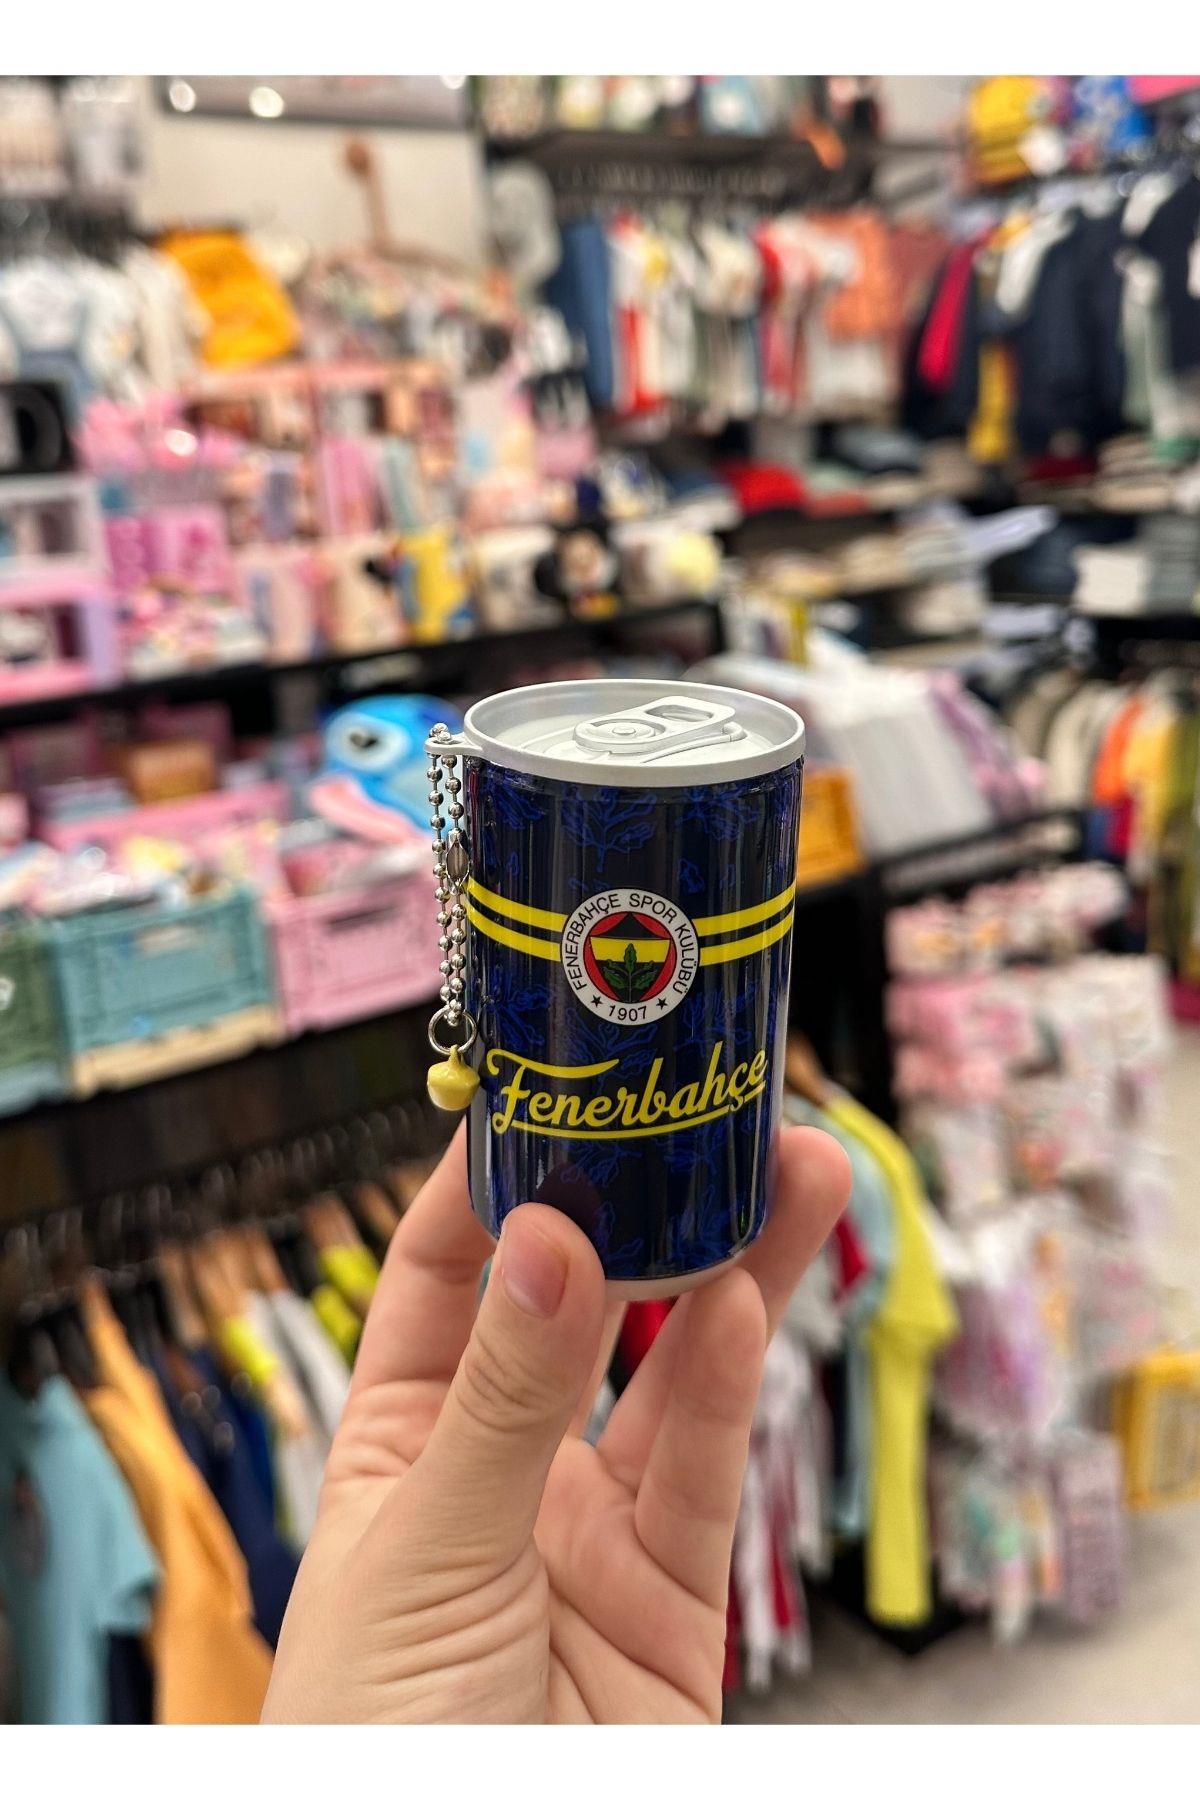 FENERBAHÇE SPOR KULÜBÜ
★ 1907 ★
Fenerbahçe